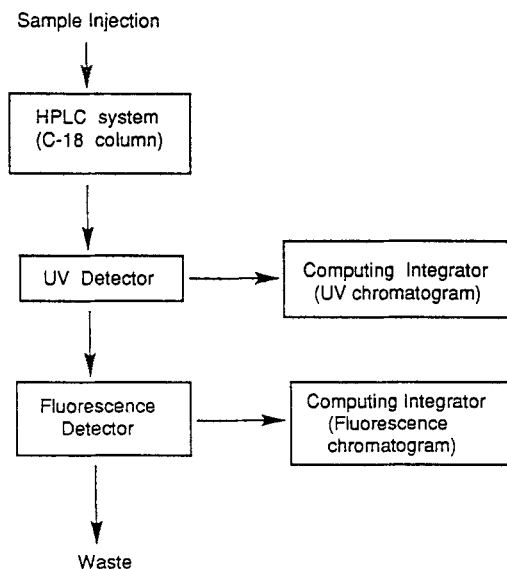 Sample Injection
HPLC system
(C-18 column)
UV Detector
Computing Integrator
(UV chromatogram)
Fluorescence
Detector
Computing Integrator
(Fluorescence
chromatogram)
Waste